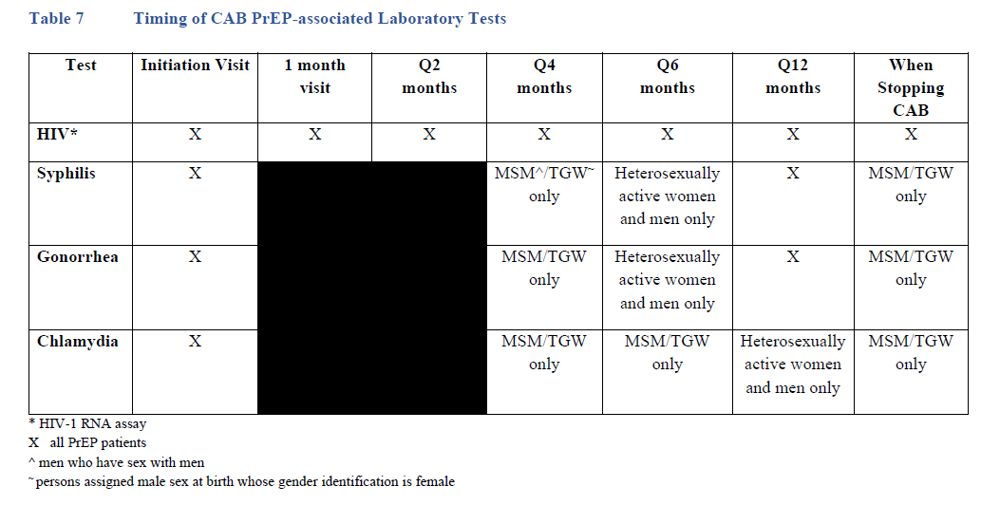 Table 7 Timing of CAB PrEP-associated Laboratory Tests
Test Initiation Visit 1 month visit Q2 months Q4 months Q6 months Q12 months When Stopping CAB
HIV* X X X X X X X
Syphilis X MSM^/TGW~ only Heterosexually active women and men only X MSM/TGW only
Gonorrhea X MSM/TGW only Heterosexually active women and men only X MSM/TGW only
Chlamydia X MSM/TGW only MSM/TGW only Heterosexually active women and men only MSM/TGW only
* HIV-1 RNA assay
X all PrEP patients
^ men who have sex with men
~ persons assigned male sex at birth whose gender identification is female